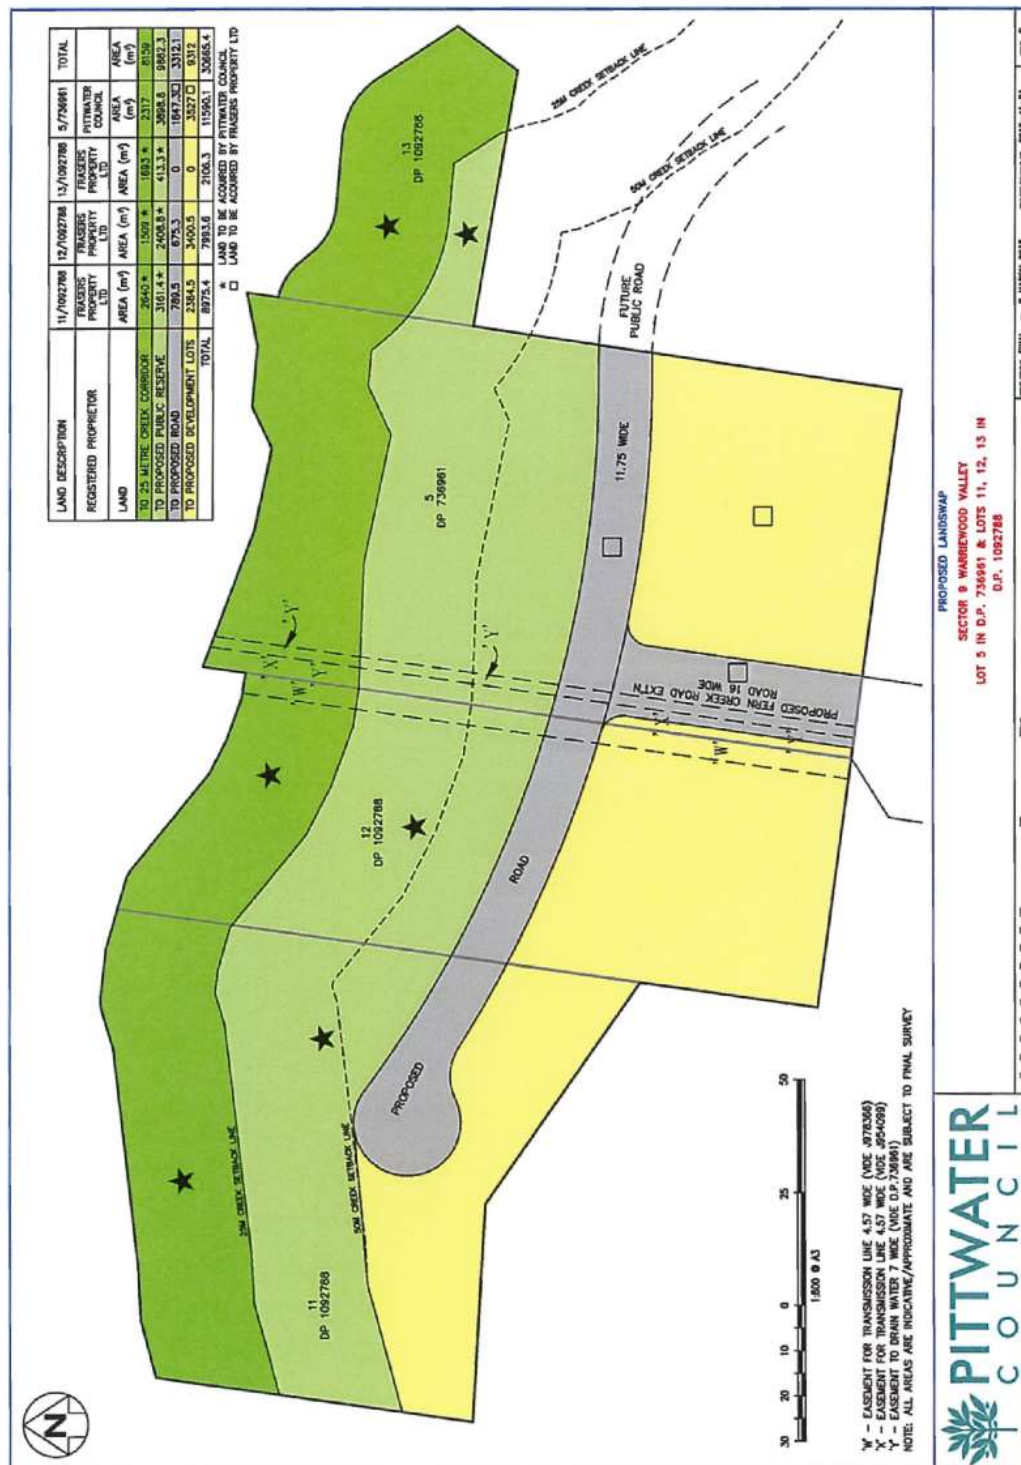 LAND DESCRIPTION 11/1092788 12/1092788 13/1092788 5/736961 TOTAL
REGISTERED PROPRIETOR FRASERS PROPERTY LTD FRASERS PROPERTY LTD FRASERS PROPERTY LTD PITTWATER COUNCIL
LAND AREA (m²) AREA (m²) AREA (m²) AREA (m²) AREA (m²)
TO 25 METRE CREEK CORRIDOR 2640 ★ 1509 ★ 1693 ★ 2317 8159
TO PROPOSED PUBLIC RESERVE 3161.4 ★ 2408.8 ★ 413.3 ★ 3898.8 9882.3
TO PROPOSED ROAD 789.5 675.3 0 1847.3 □ 3312.1
TO PROPOSED DEVELOPMENT LOTS 2384.5 3400.5 0 3527 □ 9312
TOTAL 8975.4 7993.6 2106.3 11590.1 30665.4
★ LAND TO BE ACQUIRED BY PITTWATER COUNCIL
□ LAND TO BE ACQUIRED BY FRASERS PROPERTY LTD
25M CREEK SETBACK LINE
50M CREEK SETBACK LINE
13
DP 1092788
FUTURE
PUBLIC ROAD
11.75 WIDE
5
DP 736961
'Y'
'X'
'Y'
'W'
'Y'
PROPOSED FERN CREEK ROAD EXT'N
ROAD 16 WIDE
'X'
'W'
'Y'
12
DP 1092788
ROAD
PROPOSED
25M CREEK SETBACK LINE
50M CREEK SETBACK LINE
11
DP 1092788
N
30 20 10 0 25 50
1:800 @ A3
'W' – EASEMENT FOR TRANSMISSION LINE 4.57 WIDE (VIDE J978366)
'X' – EASEMENT FOR TRANSMISSION LINE 4.57 WIDE (VIDE J954099)
'Y' – EASEMENT TO DRAIN WATER 7 WIDE (VIDE D.P.736961)
NOTE: ALL AREAS ARE INDICATIVE/APPROXIMATE AND ARE SUBJECT TO FINAL SURVEY
PITTWATER
COUNCIL
PROPOSED LANDSWAP
SECTOR 9 WARRIEWOOD VALLEY
LOT 5 IN D.P. 736961 & LOTS 11, 12, 13 IN
D.P. 1092788